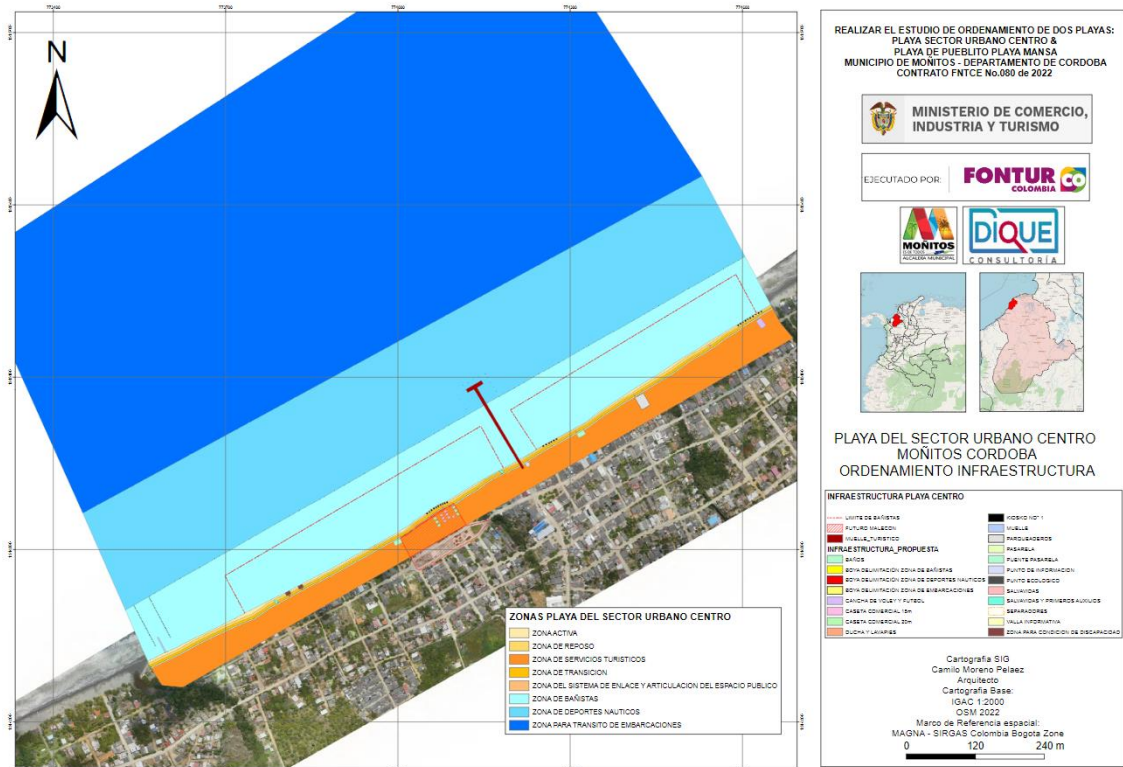 N
ZONAS PLAYA DEL SECTOR URBANO CENTRO
ZONA ACTIVA
ZONA DE REPOSO
ZONA DE SERVICIOS TURISTICOS
ZONA DE TRANSICION
ZONA DEL SISTEMA DE ENLACE Y ARTICULACION DEL ESPACIO PUBLICO
ZONA DE BAÑISTAS
ZONA DE DEPORTES NAUTICOS
ZONA PARA TRANSITO DE EMBARCACIONES
REALIZAR EL ESTUDIO DE ORDENAMIENTO DE DOS PLAYAS:
PLAYA SECTOR URBANO CENTRO &
PLAYA DE PUEBLITO PLAYA MANSA
MUNICIPIO DE MOÑITOS - DEPARTAMENTO DE CORDOBA
CONTRATO FNTCE No.080 de 2022
MINISTERIO DE COMERCIO,
INDUSTRIA Y TURISMO
EJECUTADO POR:
FONTUR
COLOMBIA
CO
MOÑITOS
ALCALDÍA MUNICIPAL
DIQUE
CONSULTORÍA
PLAYA DEL SECTOR URBANO CENTRO
MOÑITOS CORDOBA
ORDENAMIENTO INFRAESTRUCTURA
INFRAESTRUCTURA PLAYA CENTRO
LIMITE DE BAÑISTAS
FUTURO MALECON
MUELLE_TURISTICO
INFRAESTRUCTURA_PROPUESTA
BAÑOS
BOYA DELIMITACIÓN ZONA DE BAÑISTAS
BOYA DELIMITACIÓN ZONA DE DEPORTES NAUTICOS
BOYA DELIMITACIÓN ZONA DE EMBARCACIONES
CANCHA DE VOLEY Y FUTBOL
CASETA COMERCIAL 15m
CASETA COMERCIAL 20m
DUCHA Y LAVAPIES
KIOSKO NO° 1
MUELLE
PARQUEADEROS
PASARELA
PUENTE PASARELA
PUNTO DE INFORMACION
PUNTO ECOLOGICO
SALVAVIDAS
SALVAVIDAS Y PRIMEROS AUXILIOS
SEPARADORES
VALLA INFORMATIVA
ZONA PARA CONDICION DE DISCAPACIDAD
Cartografia SIG
Camilo Moreno Pelaez
Arquitecto
Cartografia Base:
IGAC 1:2000
OSM 2022
Marco de Referencia espacial:
MAGNA - SIRGAS Colombia Bogota Zone
0 120 240 m